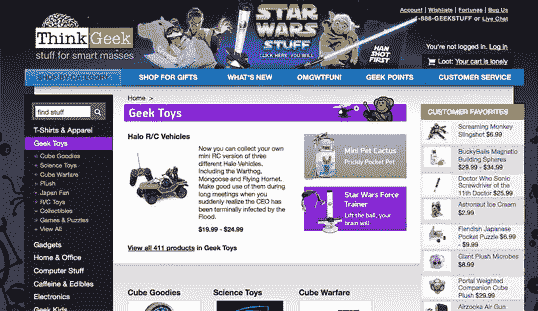 Account | Wishlists | Fortunes | Bug Us
1-888-GEEKSTUFF or Live Chat
ThinkGeek
stuff for smart masses
STAR
WARS
STUFF
CLICK HERE, YOU WILL
HAN
SHOT
FIRST
You're not logged in. Log in
Loot: Your cart is lonely
SHOP FOR GIFTS
WHAT'S NEW
OMGWTFUN!
GEEK POINTS
CUSTOMER SERVICE
find stuff
T-Shirts & Apparel
Geek Toys
Cube Goodies
Science Toys
Cube Warfare
Plush
Japan Fan
R/C Toys
Collectibles
Games & Puzzles
View All
Gadgets
Home & Office
Computer Stuff
Caffeine & Edibles
Electronics
Geek Kids
Home >
Geek Toys
Halo R/C Vehicles
Now you can collect your own
mini RC version of three
different Halo Vehicles,
including the Warthog,
Mongoose and Flying Hornet.
Make good use of them during
long meetings when you
suddenly realize the CEO has
been terminally infected by the
Flood.
$19.99 - $24.99
View all 411 products in Geek Toys
Mini Pet Cactus
Prickly Pocket Pet
Star Wars Force
Trainer
Lift the ball, your
brain will
Cube Goodies
Science Toys
Cube Warfare
CUSTOMER FAVORITES
Screaming Monkey
Slingshot $6.99
BuckyBalls Magnetic
Building Spheres
$29.99 - $34.99
Doctor Who Sonic
Screwdriver of the
11th Doctor $25.99
Astronaut Ice Cream
$2.99
Fiendish Japanese
Pocket Puzzle $6.99
- $9.99
Giant Plush Microbes
$8.99
Portal Weighted
Companion Cube
Plush $29.99
Wizard of Oz